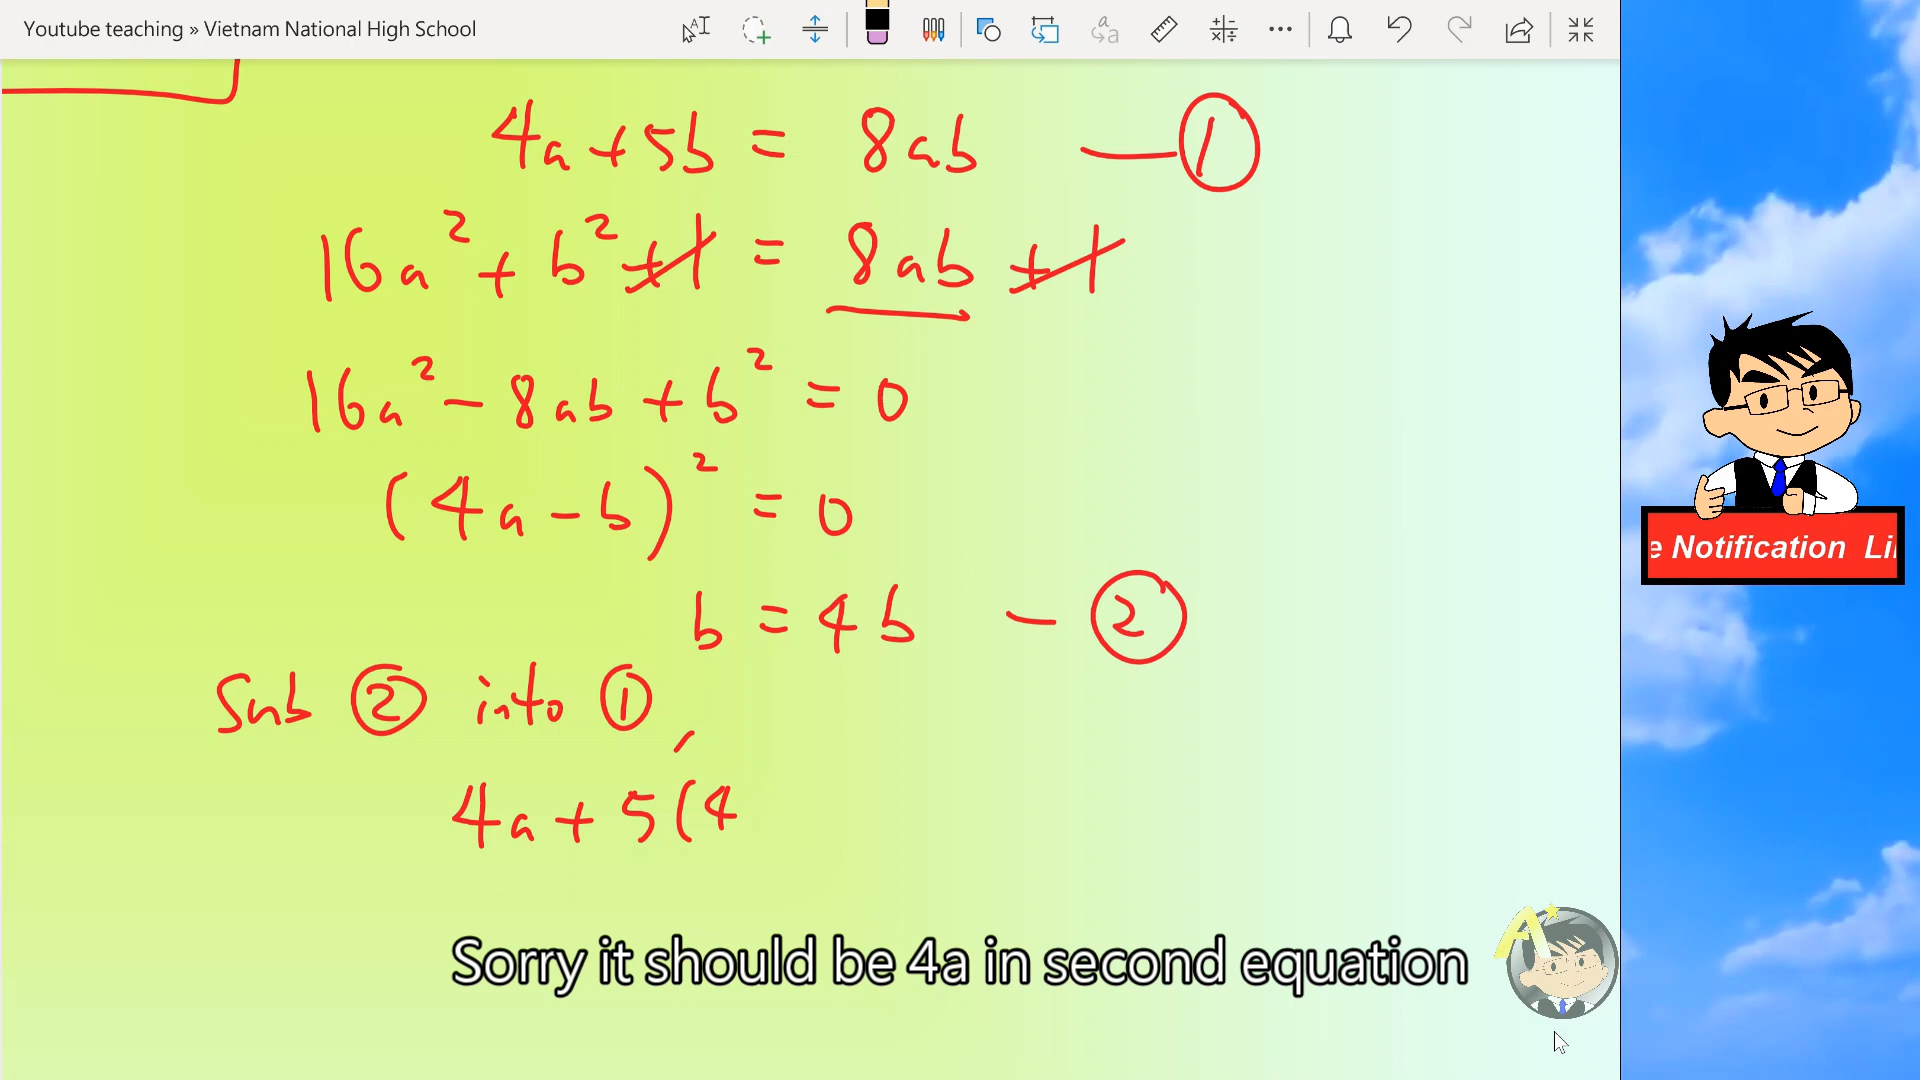 Youtube teaching » Vietnam National High School
4a + 5b = 8ab — ①
16a² + b² + 1 = 8ab + 1
16a² - 8ab + b² = 0
(4a - b)² = 0
b = 4b - ②
Sub ② into ①,
4a + 5(4
e Notification Li
Sorry it should be 4a in second equation
A